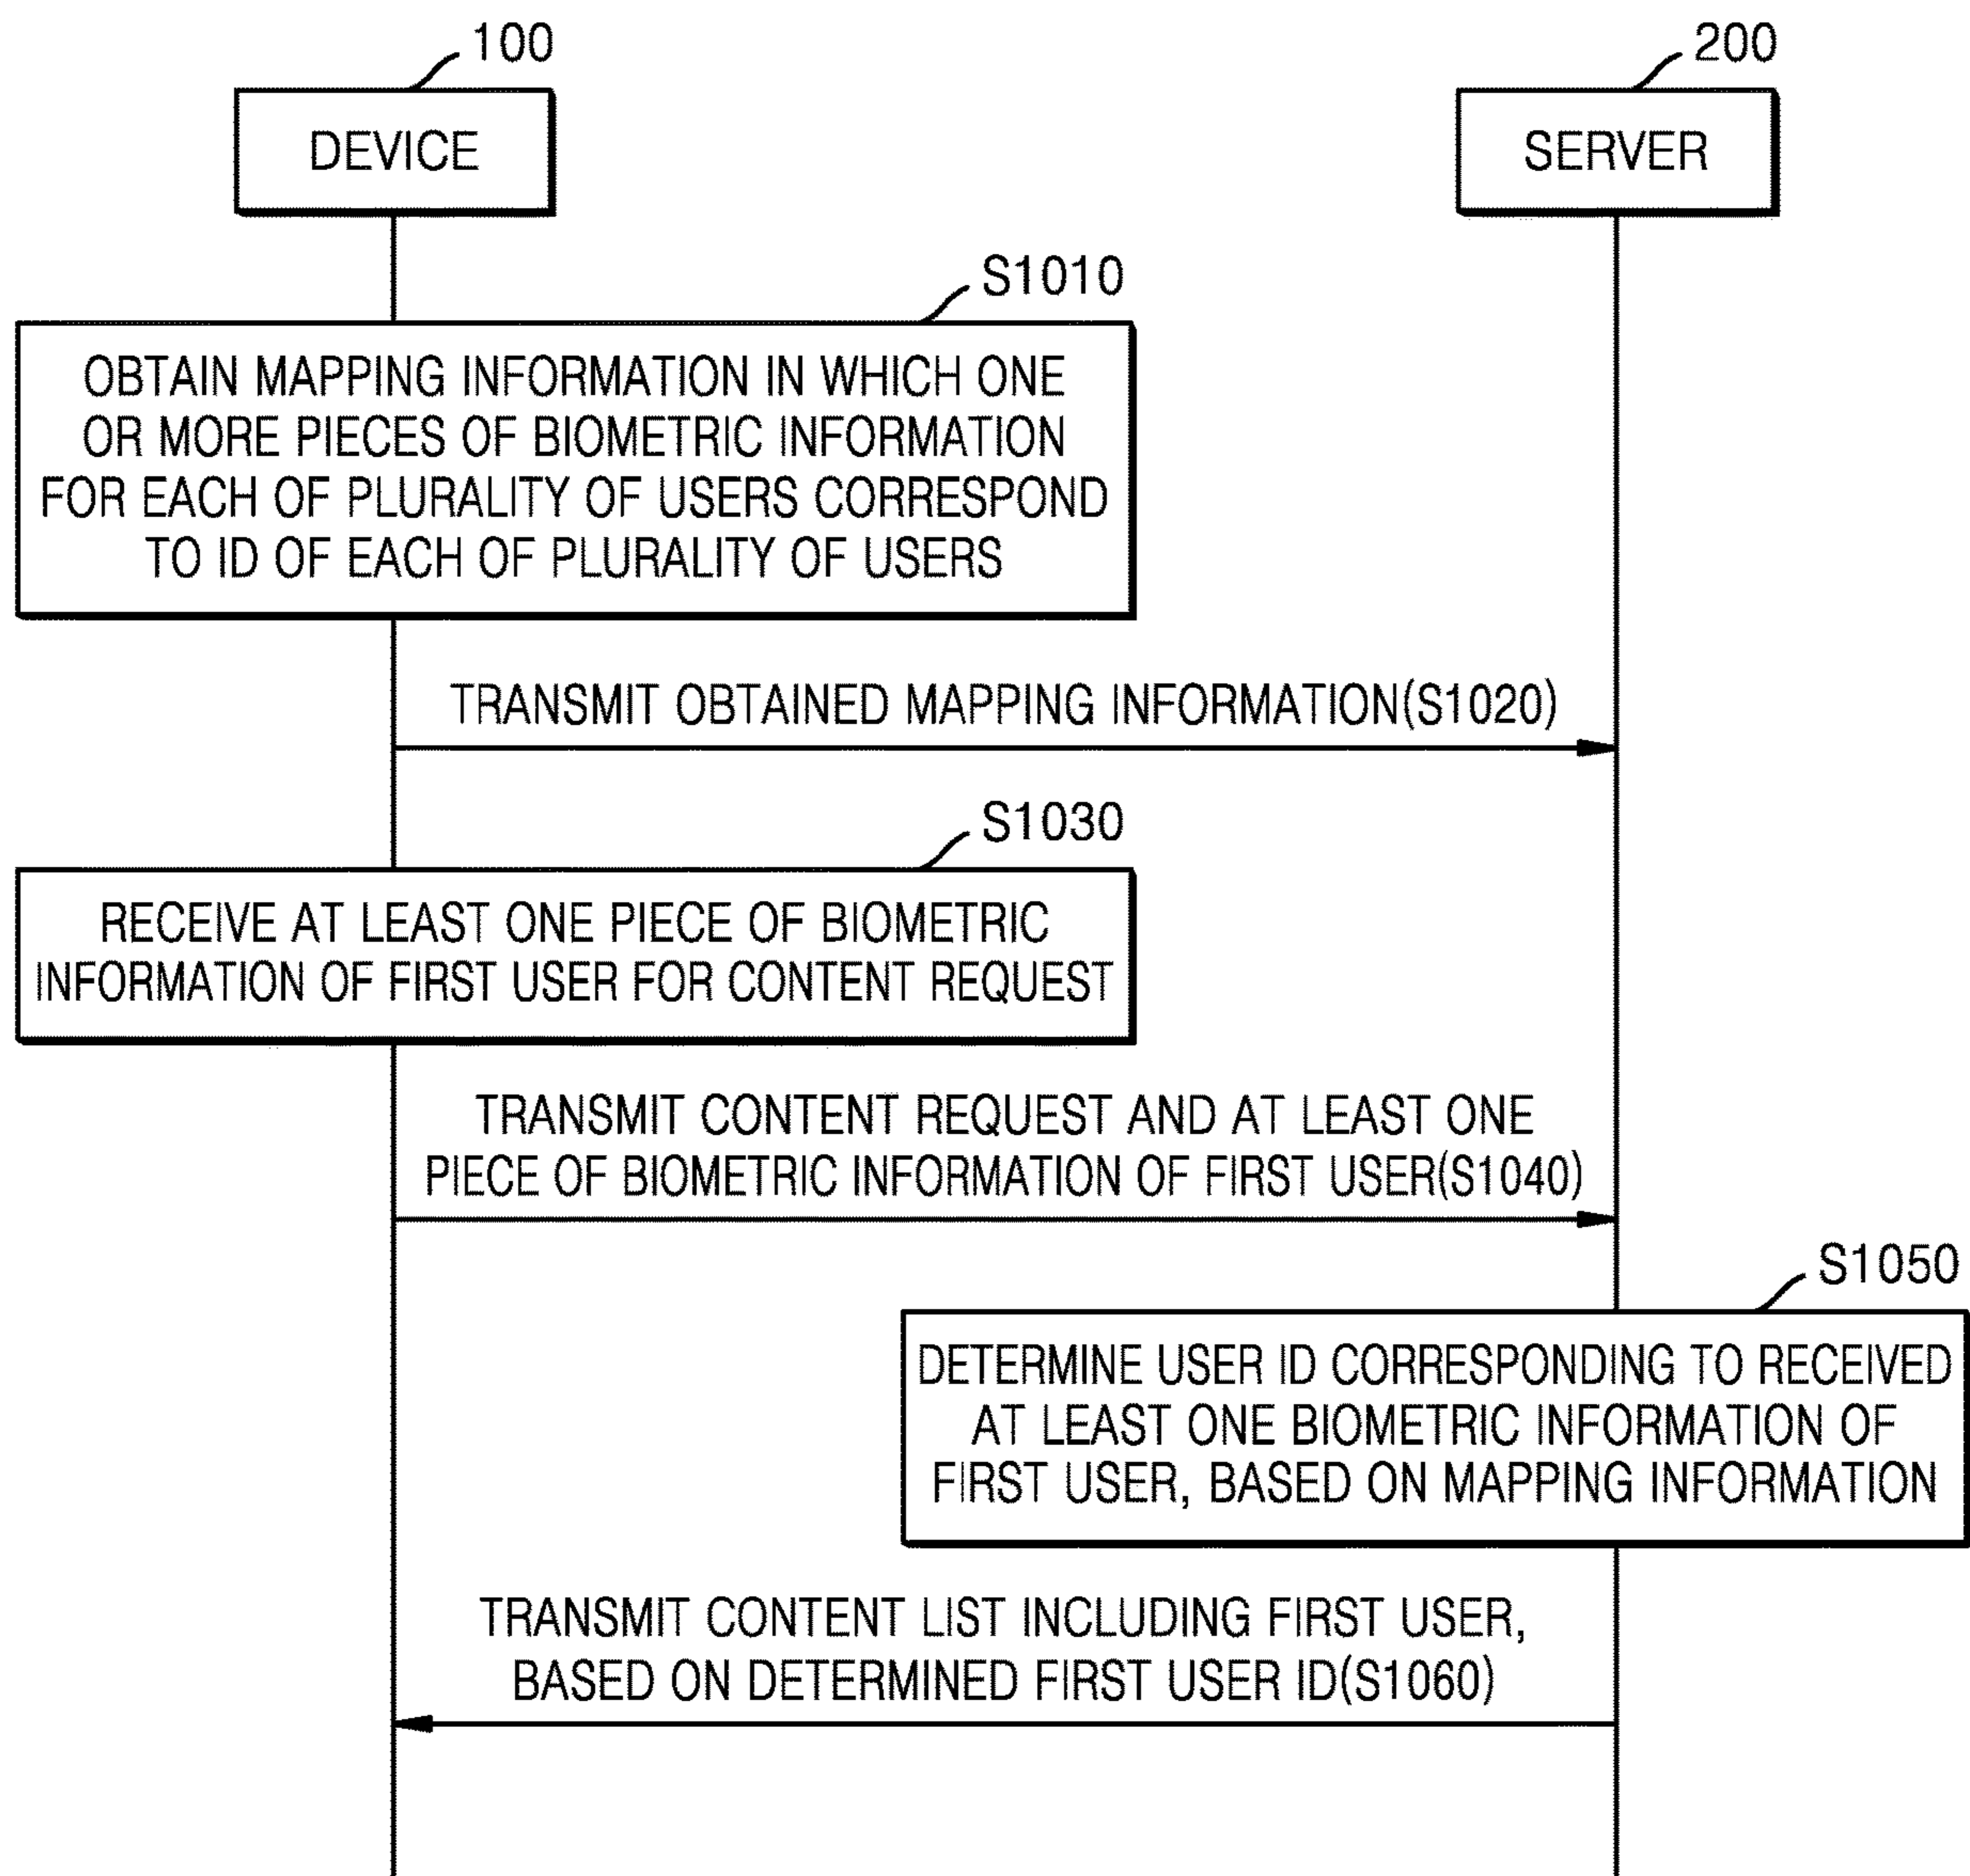 100
200
DEVICE
SERVER
S1010
OBTAIN MAPPING INFORMATION IN WHICH ONE
OR MORE PIECES OF BIOMETRIC INFORMATION
FOR EACH OF PLURALITY OF USERS CORRESPOND
TO ID OF EACH OF PLURALITY OF USERS
TRANSMIT OBTAINED MAPPING INFORMATION(S1020)
S1030
RECEIVE AT LEAST ONE PIECE OF BIOMETRIC
INFORMATION OF FIRST USER FOR CONTENT REQUEST
TRANSMIT CONTENT REQUEST AND AT LEAST ONE
PIECE OF BIOMETRIC INFORMATION OF FIRST USER(S1040)
S1050
DETERMINE USER ID CORRESPONDING TO RECEIVED
AT LEAST ONE BIOMETRIC INFORMATION OF
FIRST USER, BASED ON MAPPING INFORMATION
TRANSMIT CONTENT LIST INCLUDING FIRST USER,
BASED ON DETERMINED FIRST USER ID(S1060)